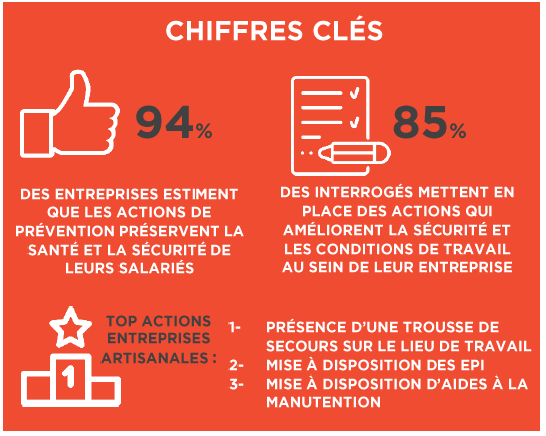 CHIFFRES CLÉS
94%
DES ENTREPRISES ESTIMENT
QUE LES ACTIONS DE
PRÉVENTION PRÉSERVENT LA
SANTÉ ET LA SÉCURITÉ DE
LEURS SALARIÉS
85%
DES INTERROGÉS METTENT EN
PLACE DES ACTIONS QUI
AMÉLIORENT LA SÉCURITÉ ET
LES CONDITIONS DE TRAVAIL
AU SEIN DE LEUR ENTREPRISE
1
TOP ACTIONS
ENTREPRISES
ARTISANALES :
1- PRÉSENCE D'UNE TROUSSE DE
SECOURS SUR LE LIEU DE TRAVAIL
2- MISE À DISPOSITION DES EPI
3- MISE À DISPOSITION D'AIDES À LA
MANUTENTION